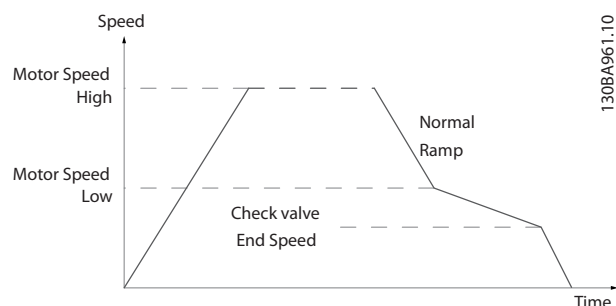 Speed
Motor Speed
High
Normal
Ramp
Motor Speed
Low
Check valve
End Speed
Time
130BA961.10